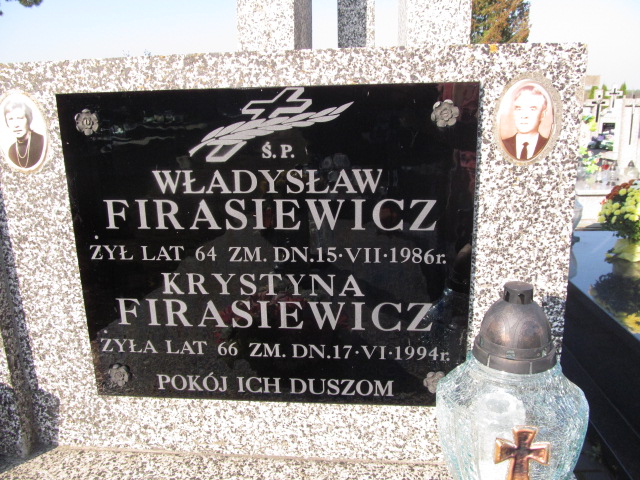 Ś.P.
WŁADYSŁAW
FIRASIEWICZ
ŻYŁ LAT 64 ZM. DN. 15·VII·1986r.
KRYSTYNA
FIRASIEWICZ
ŻYŁA LAT 66 ZM. DN. 17·VI·1994r.
POKÓJ ICH DUSZOM